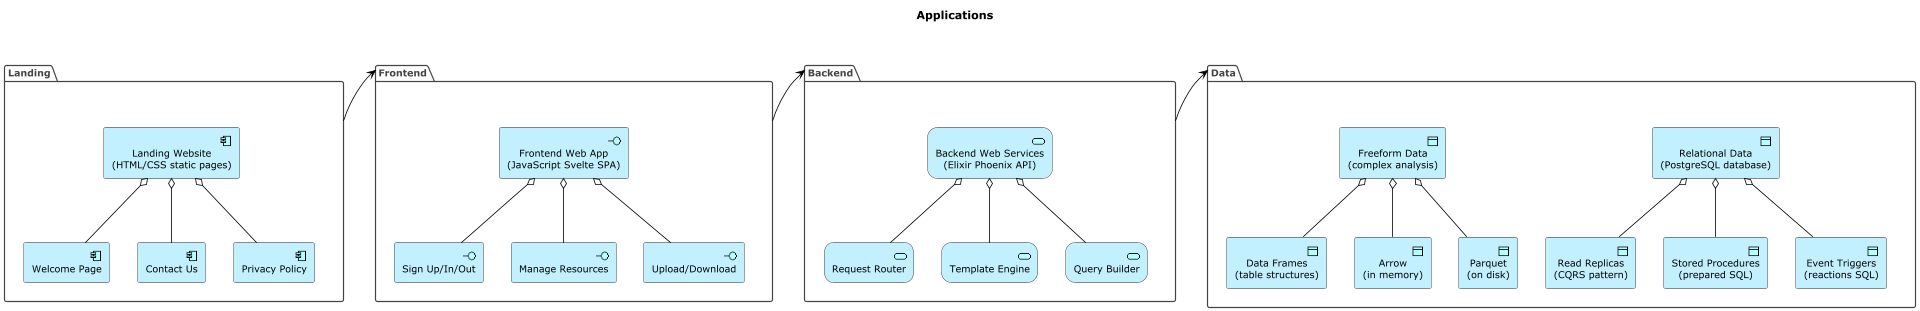 Applications
Landing
Landing Website
(HTML/CSS static pages)
Welcome Page
Contact Us
Privacy Policy
Frontend
Frontend Web App
(JavaScript Svelte SPA)
Sign Up/In/Out
Manage Resources
Upload/Download
Backend
Backend Web Services
(Elixir Phoenix API)
Request Router
Template Engine
Query Builder
Data
Freeform Data
(complex analysis)
Relational Data
(PostgreSQL database)
Data Frames
(table structures)
Arrow
(in memory)
Parquet
(on disk)
Read Replicas
(CQRS pattern)
Stored Procedures
(prepared SQL)
Event Triggers
(reactions SQL)